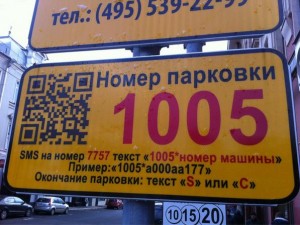 тел.: (495) 539-22-99
Номер парковки
1005
SMS на номер 7757 текст «1005*номер машины»
Пример:«1005*а000аа177»
Окончание парковки: текст «S» или «С»
10 15 20